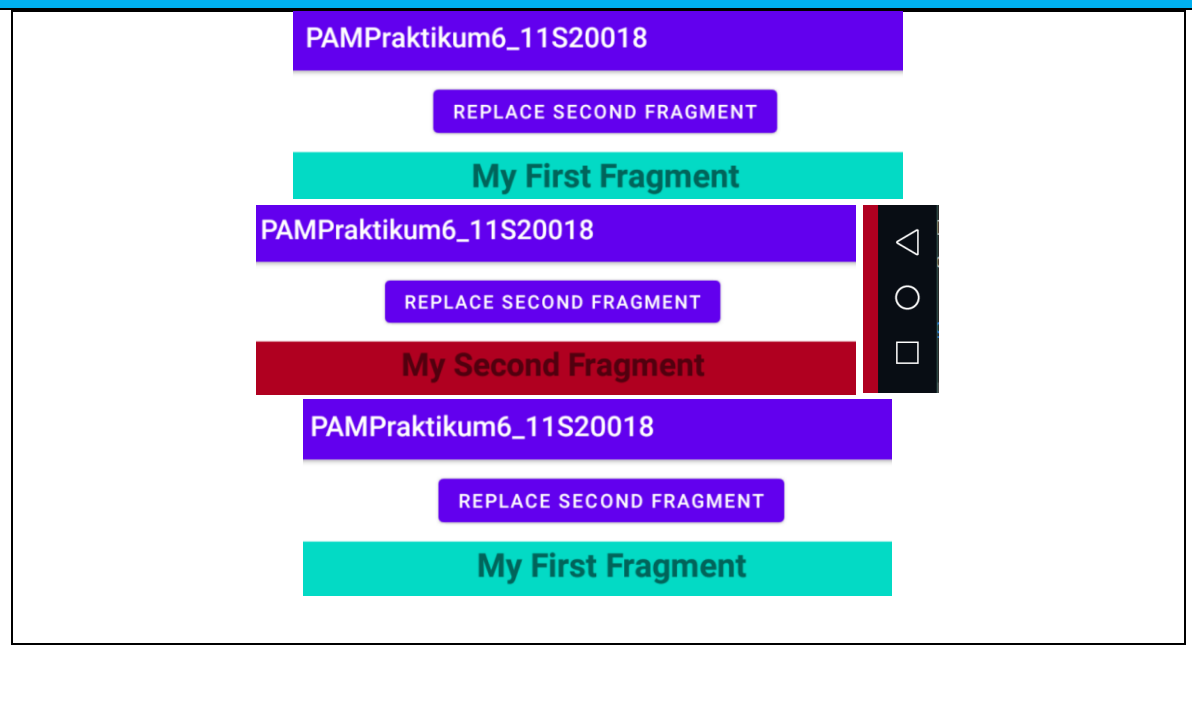 PAMPraktikum6_11S20018
REPLACE SECOND FRAGMENT
My First Fragment
PAMPraktikum6_11S20018
REPLACE SECOND FRAGMENT
My Second Fragment
PAMPraktikum6_11S20018
REPLACE SECOND FRAGMENT
My First Fragment